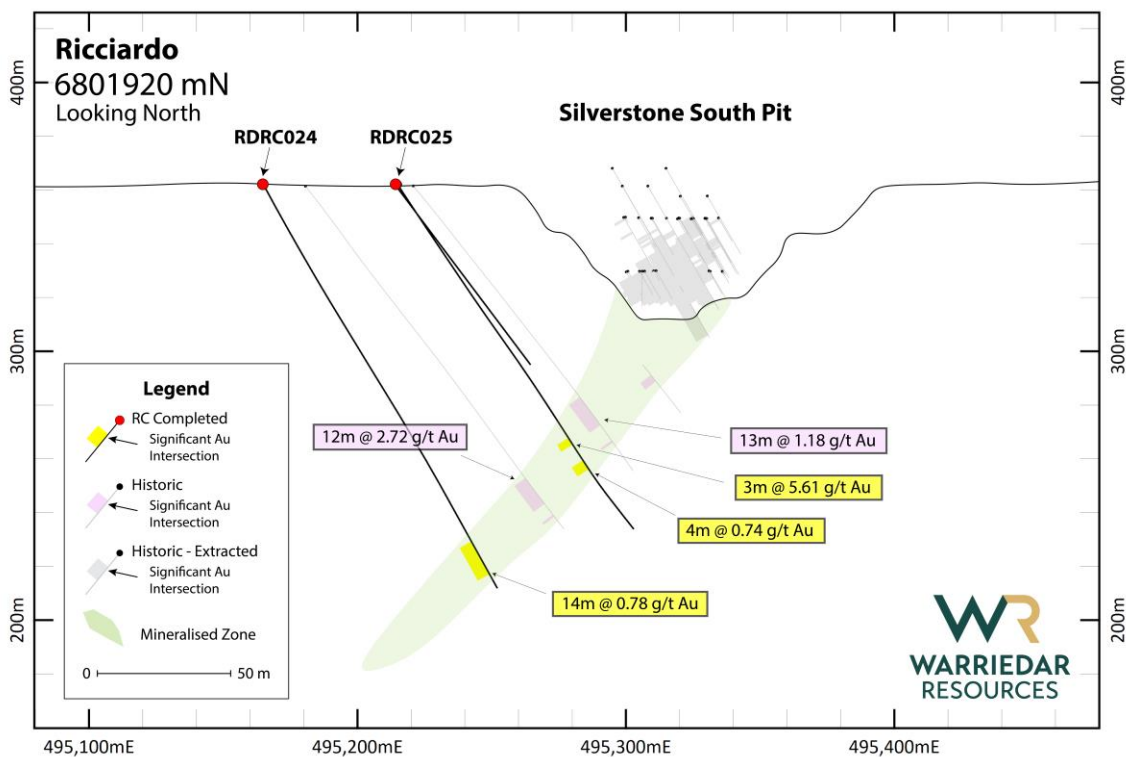 Ricciardo
6801920 mN
Looking North
Silverstone South Pit
RDRC024
RDRC025
400m
300m
200m
400m
300m
200m
12m @ 2.72 g/t Au
13m @ 1.18 g/t Au
3m @ 5.61 g/t Au
4m @ 0.74 g/t Au
14m @ 0.78 g/t Au
Legend
RC Completed
Significant Au
Intersection
Historic
Significant Au
Intersection
Historic - Extracted
Significant Au
Intersection
Mineralised Zone
0
50 m
WR
WARRIEDAR
RESOURCES
495,100mE
495,200mE
495,300mE
495,400mE